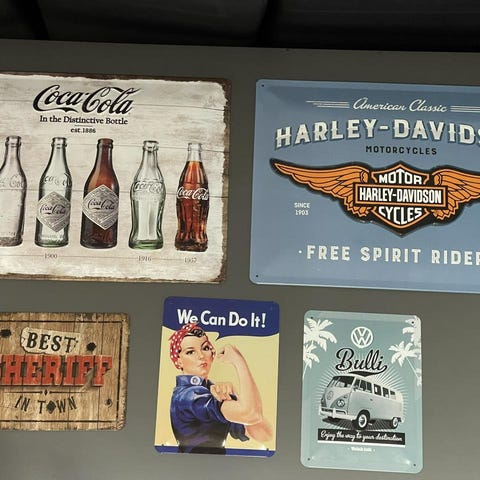 Coca-Cola
In the Distinctive Bottle
est.1886
1900
1916
1957
American Classic
HARLEY-DAVIDS
MOTORCYCLES
MOTOR
HARLEY-DAVIDSON
CYCLES
SINCE
1903
·FREE SPIRIT RIDER
BEST
SHERIFF
IN TOWN
We Can Do It!
VW
Bulli
Enjoy the way to your destination